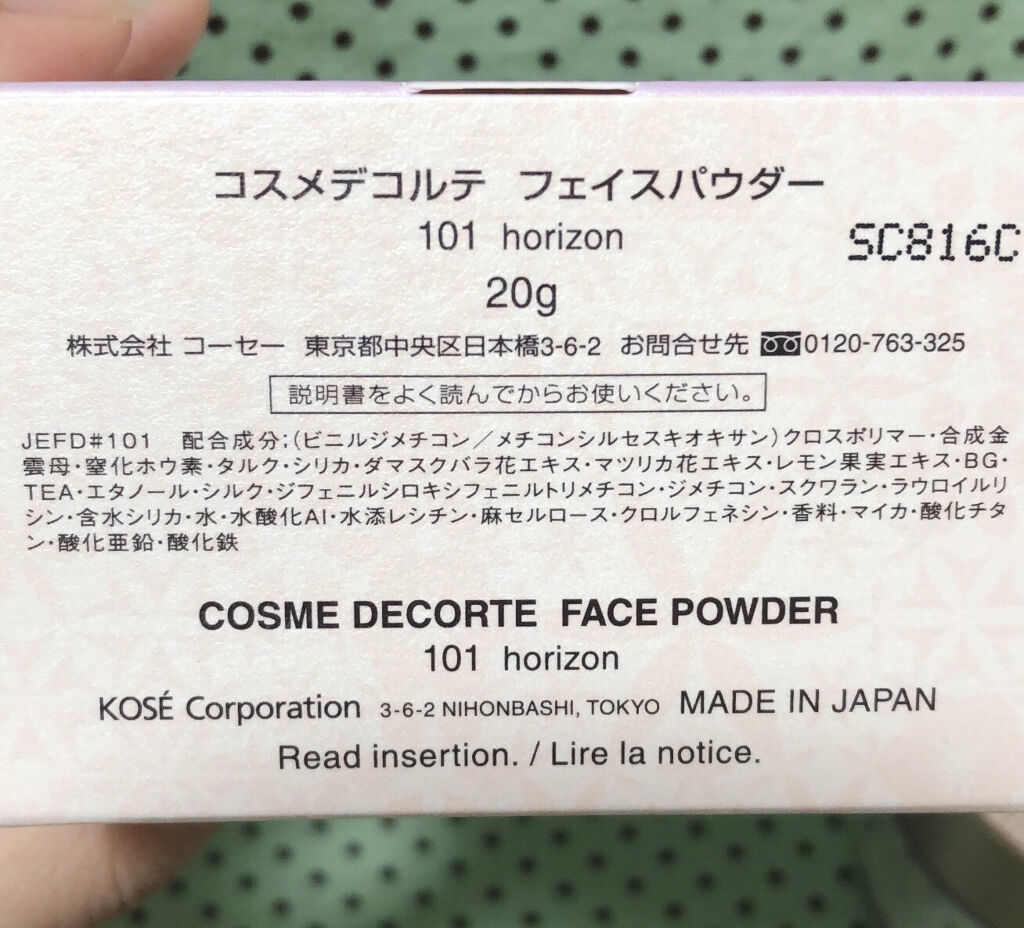 コスメデコルテ フェイスパウダー
101 horizon
SC816C
20g
株式会社 コーセー 東京都中央区日本橋3-6-2 お問合せ先 0120-763-325
説明書をよく読んでからお使いください。
JEFD#101 配合成分:(ビニルジメチコン/メチコンシルセスキオキサン)クロスポリマー・合成金
雲母・窒化ホウ素・タルク・シリカ・ダマスクバラ花エキス・マツリカ花エキス・レモン果実エキス・BG・
TEA・エタノール・シルク・ジフェニルシロキシフェニルトリメチコン・ジメチコン・スクワラン・ラウロイルリ
シン・含水シリカ・水・水酸化Al・水添レシチン・麻セルロース・クロルフェネシン・香料・マイカ・酸化チタ
ン・酸化亜鉛・酸化鉄
COSME DECORTE FACE POWDER
101 horizon
KOSÉ Corporation 3-6-2 NIHONBASHI, TOKYO MADE IN JAPAN
Read insertion. / Lire la notice.